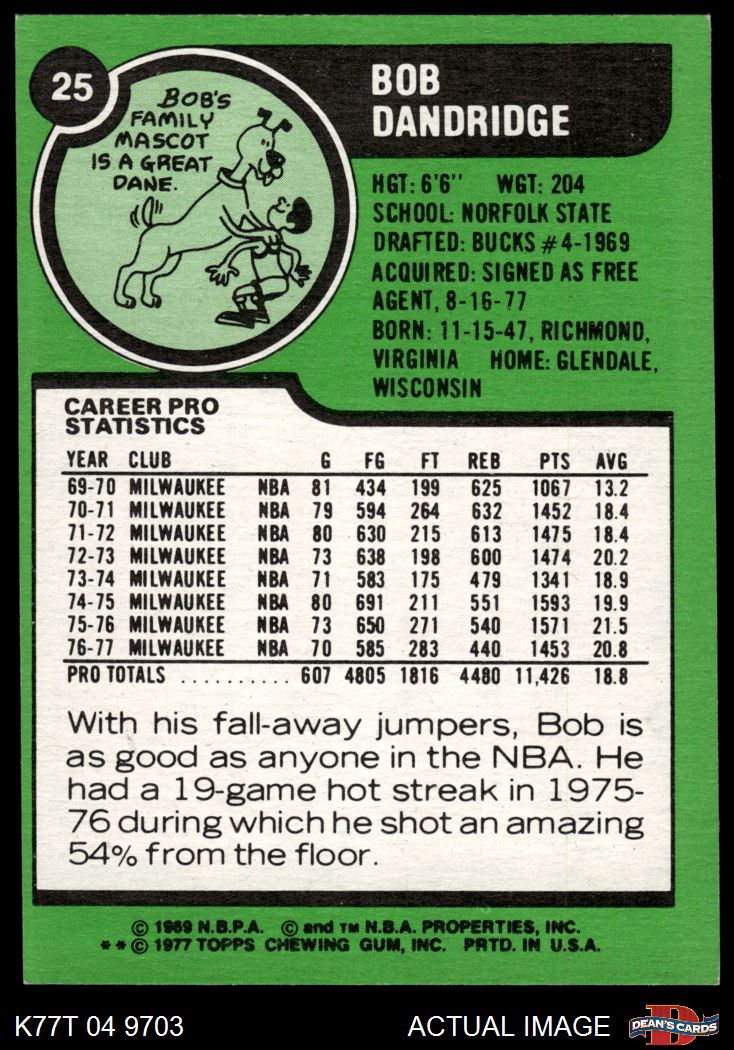 25
BOB
DANDRIDGE
BOB'S
FAMILY
MASCOT
IS A GREAT
DANE.
HGT: 6'6" WGT: 204
SCHOOL: NORFOLK STATE
DRAFTED: BUCKS #4-1969
ACQUIRED: SIGNED AS FREE
AGENT, 8-16-77
BORN: 11-15-47, RICHMOND,
VIRGINIA HOME: GLENDALE,
WISCONSIN
CAREER PRO
STATISTICS
YEAR CLUB G FG FT REB PTS AVG
69-70 MILWAUKEE NBA 81 434 199 625 1067 13.2
70-71 MILWAUKEE NBA 79 594 264 632 1452 18.4
71-72 MILWAUKEE NBA 80 630 215 613 1475 18.4
72-73 MILWAUKEE NBA 73 638 198 600 1474 20.2
73-74 MILWAUKEE NBA 71 583 175 479 1341 18.9
74-75 MILWAUKEE NBA 80 691 211 551 1593 19.9
75-76 MILWAUKEE NBA 73 650 271 540 1571 21.5
76-77 MILWAUKEE NBA 70 585 283 440 1453 20.8
PRO TOTALS .......... 607 4805 1816 4480 11,426 18.8
With his fall-away jumpers, Bob is
as good as anyone in the NBA. He
had a 19-game hot streak in 1975-
76 during which he shot an amazing
54% from the floor.
© 1969 N.B.P.A. © and TM N.B.A. PROPERTIES, INC.
* * © 1977 TOPPS CHEWING GUM, INC. PRTD. IN U.S.A.
K77T 04 9703 ACTUAL IMAGE DEAN'S CARDS